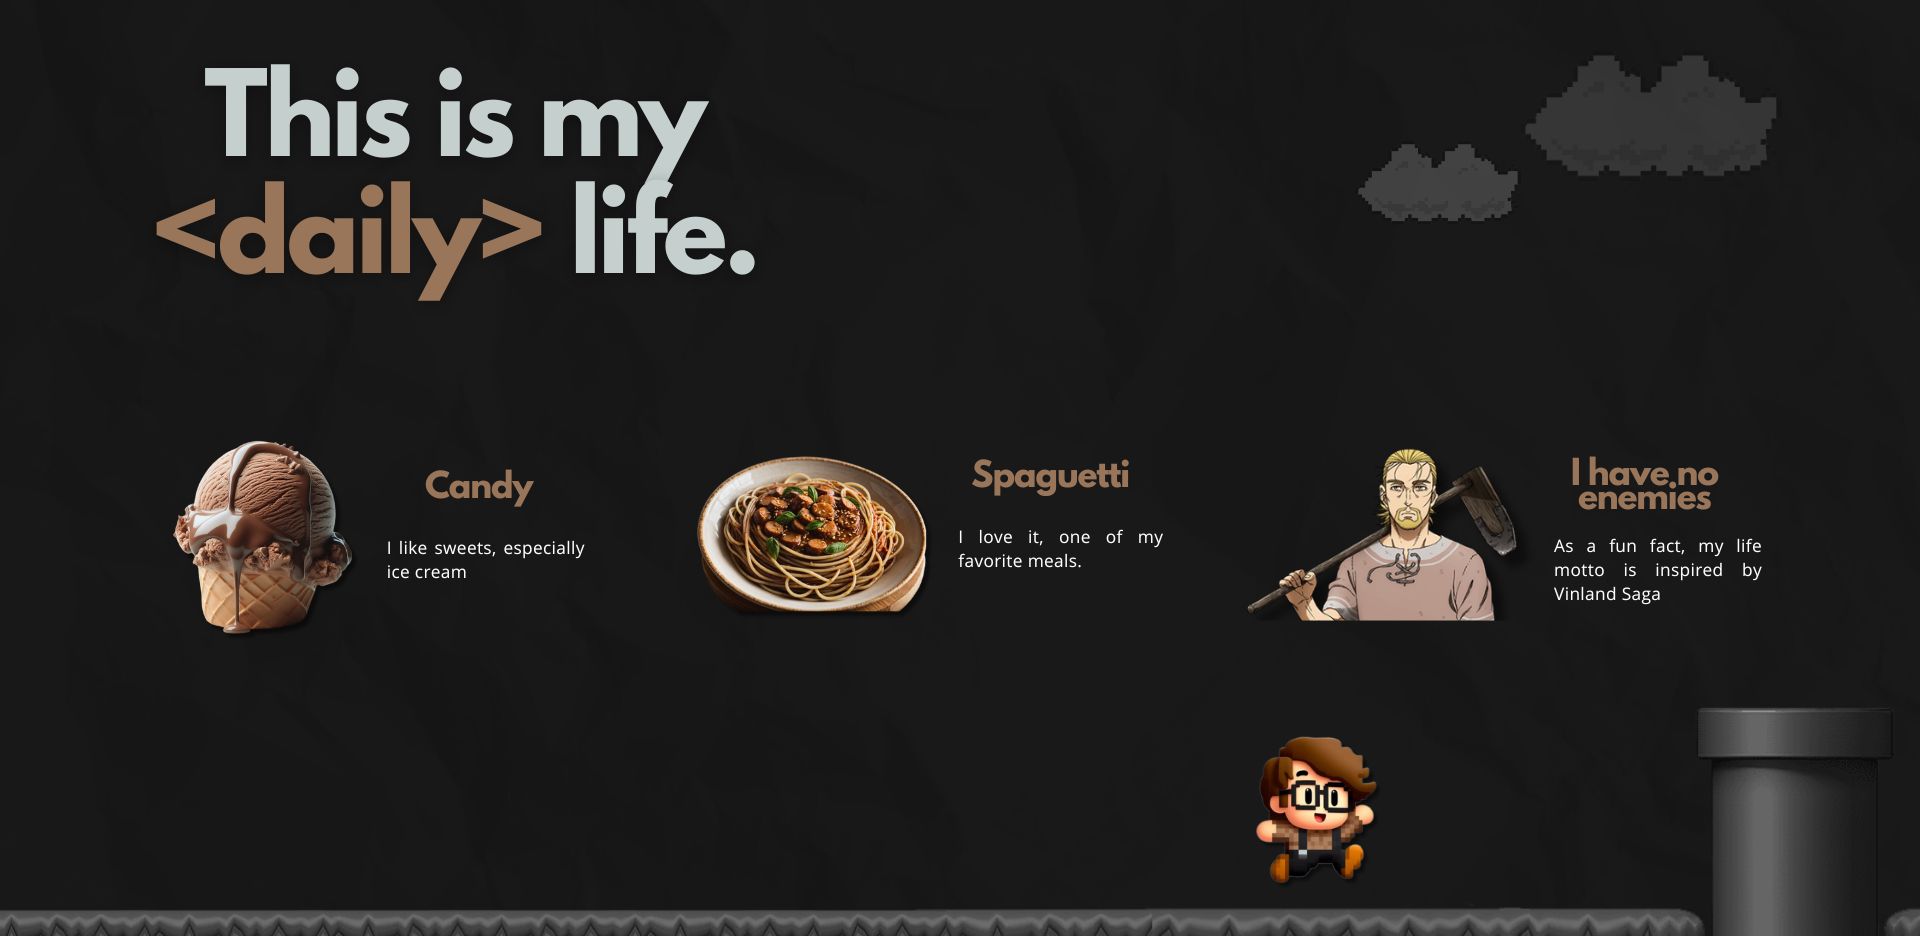 This is my
<daily> life.
Candy
I like sweets, especially
ice cream
Spaguetti
I love it, one of my
favorite meals.
I have no
enemies
As a fun fact, my life
motto is inspired by
Vinland Saga